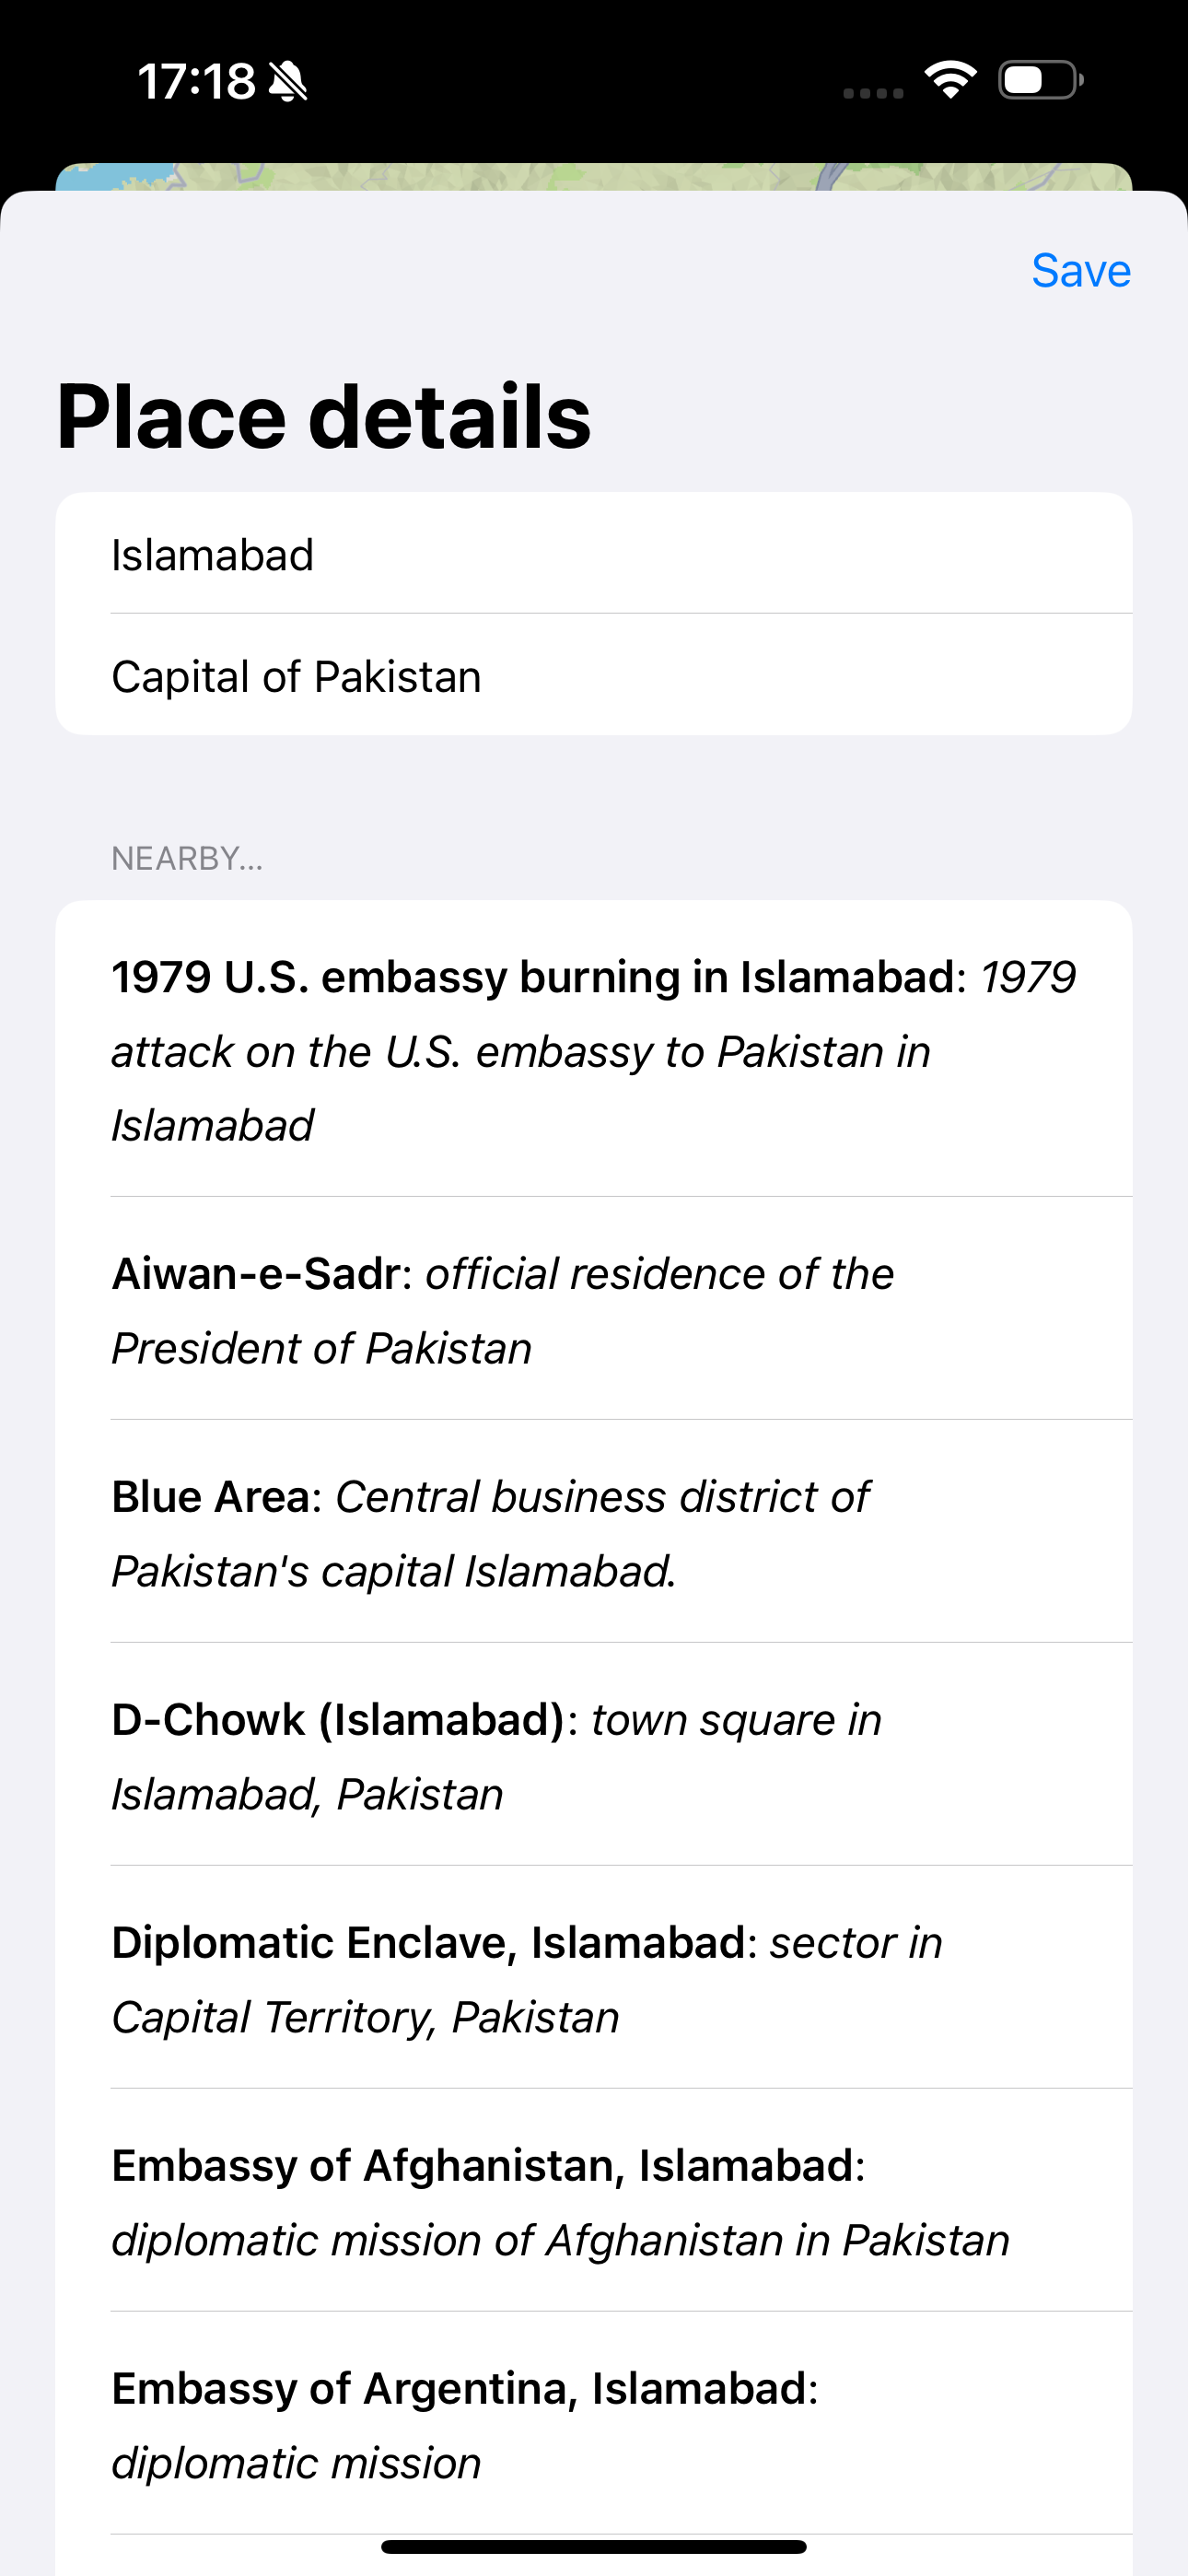 17:18
Save
Place details
Islamabad
Capital of Pakistan
NEARBY...
1979 U.S. embassy burning in Islamabad: 1979
attack on the U.S. embassy to Pakistan in
Islamabad
Aiwan-e-Sadr: official residence of the
President of Pakistan
Blue Area: Central business district of
Pakistan's capital Islamabad.
D-Chowk (Islamabad): town square in
Islamabad, Pakistan
Diplomatic Enclave, Islamabad: sector in
Capital Territory, Pakistan
Embassy of Afghanistan, Islamabad:
diplomatic mission of Afghanistan in Pakistan
Embassy of Argentina, Islamabad:
diplomatic mission